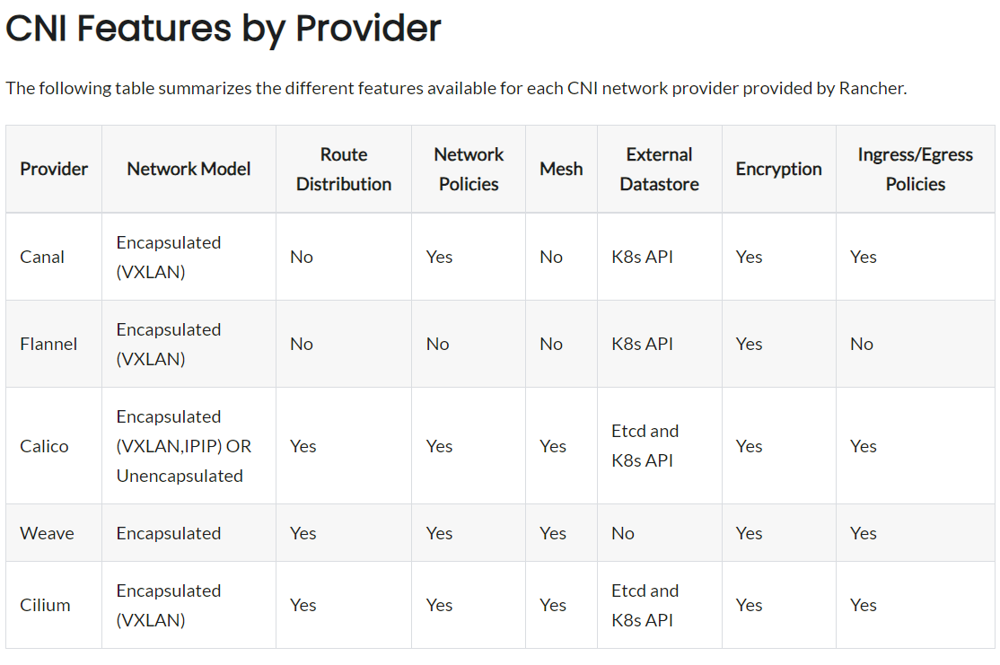 CNI Features by Provider
The following table summarizes the different features available for each CNI network provider provided by Rancher.
Provider Network Model Route Distribution Network Policies Mesh External Datastore Encryption Ingress/Egress Policies
Canal Encapsulated (VXLAN) No Yes No K8s API Yes Yes
Flannel Encapsulated (VXLAN) No No No K8s API Yes No
Calico Encapsulated (VXLAN,IPIP) OR Unencapsulated Yes Yes Yes Etcd and K8s API Yes Yes
Weave Encapsulated Yes Yes Yes No Yes Yes
Cilium Encapsulated (VXLAN) Yes Yes Yes Etcd and K8s API Yes Yes